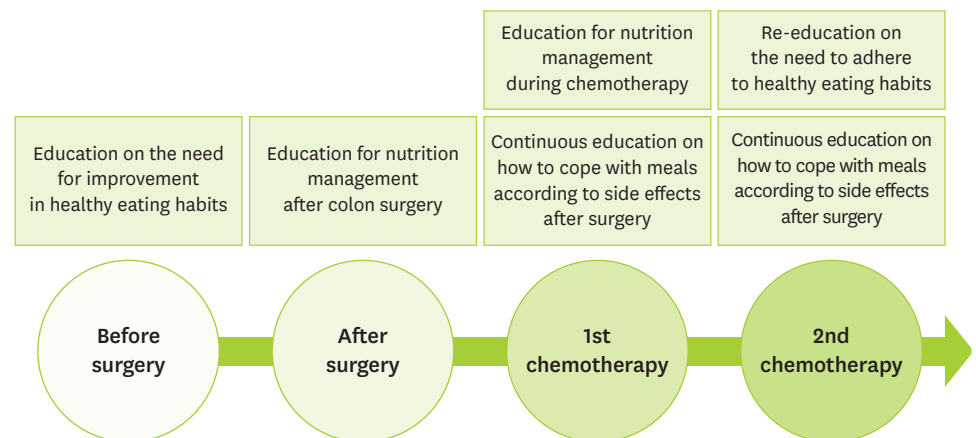 Education for nutrition
management
during chemotherapy
Re-education on
the need to adhere
to healthy eating habits
Education on the need
for improvement
in healthy eating habits
Education for nutrition
management
after colon surgery
Continuous education on
how to cope with meals
according to side effects
after surgery
Continuous education on
how to cope with meals
according to side effects
after surgery
Before
surgery
After
surgery
1st
chemotherapy
2nd
chemotherapy